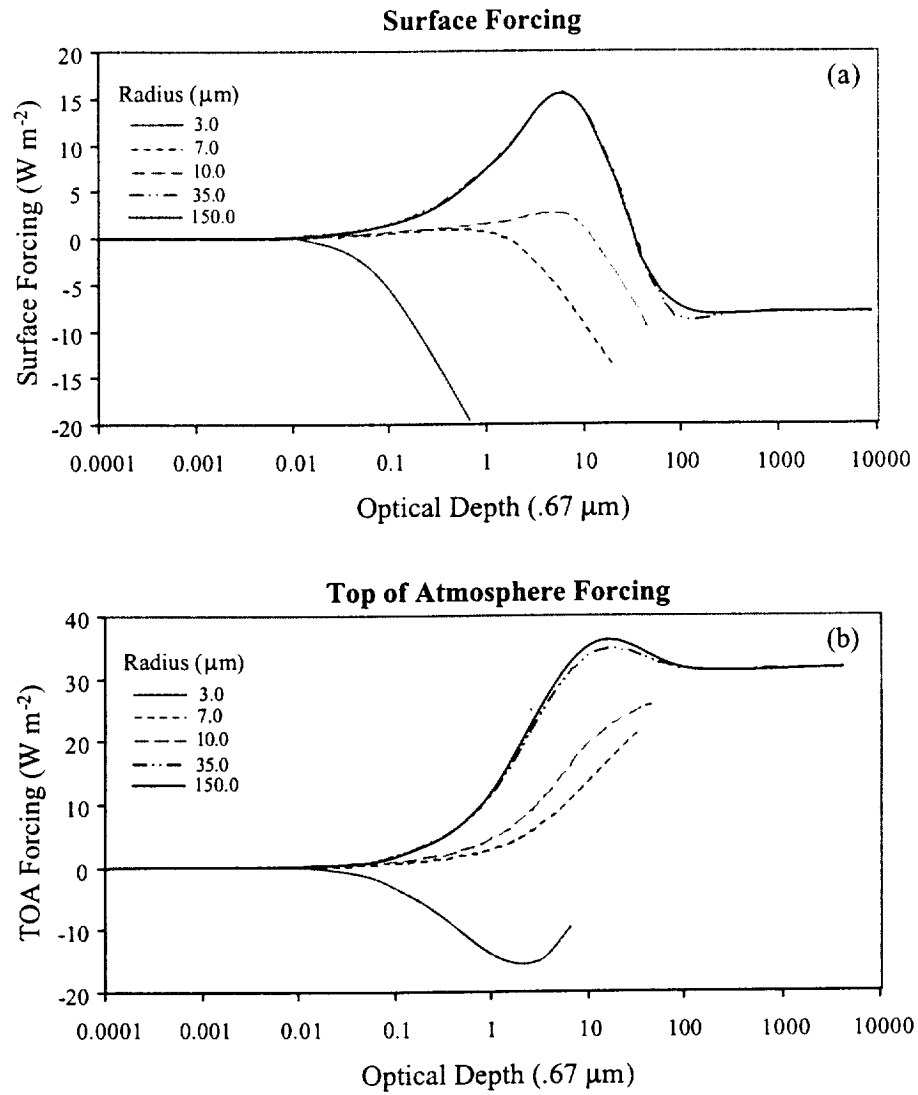 Surface Forcing
(a)
20
15
10
5
0
-5
-10
-15
-20
Surface Forcing (W m-2)
Radius (μm)
3.0
7.0
10.0
35.0
150.0
0.0001 0.001 0.01 0.1 1 10 100 1000 10000
Optical Depth (.67 μm)
Top of Atmosphere Forcing
(b)
40
30
20
10
0
-10
-20
TOA Forcing (W m-2)
Radius (μm)
3.0
7.0
10.0
35.0
150.0
0.0001 0.001 0.01 0.1 1 10 100 1000 10000
Optical Depth (.67 μm)